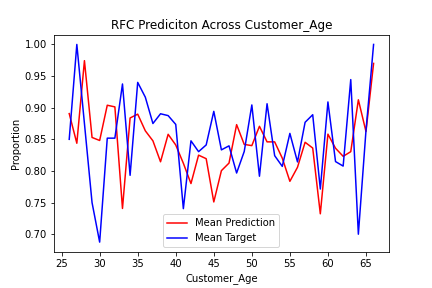 RFC Prediciton Across Customer_Age
1.00
0.95
0.90
0.85
0.80
0.75
0.70
Proportion
Mean Prediction
Mean Target
25 30 35 40 45 50 55 60 65
Customer_Age